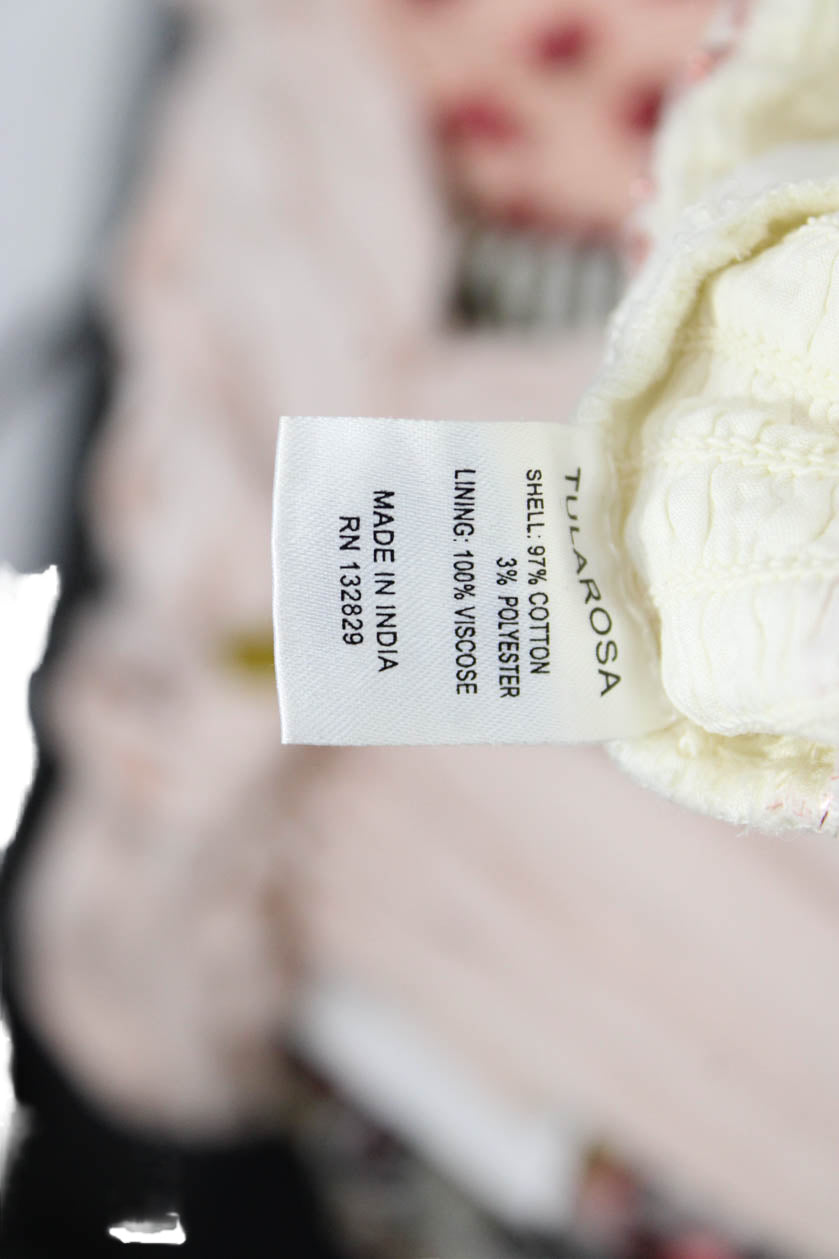 TULAROSA
SHELL: 97% COTTON
3% POLYESTER
LINING: 100% VISCOSE
MADE IN INDIA
RN 132829